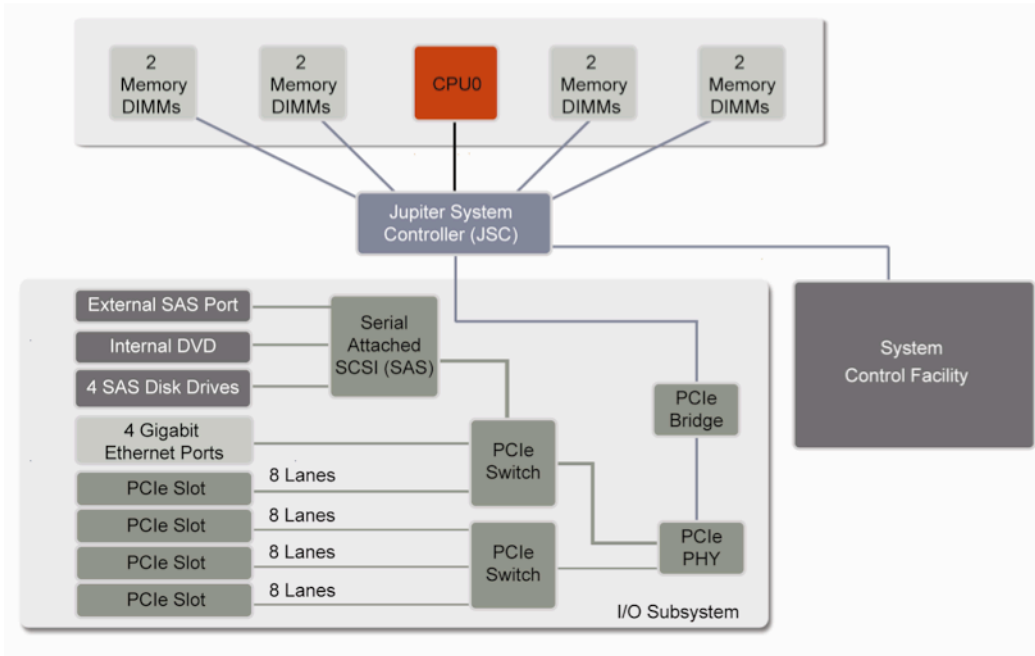 2
Memory
DIMMs
2
Memory
DIMMs
CPU0
2
Memory
DIMMs
2
Memory
DIMMs
Jupiter System
Controller (JSC)
External SAS Port
Internal DVD
4 SAS Disk Drives
Serial
Attached
SCSI (SAS)
System
Control Facility
PCIe
Bridge
4 Gigabit
Ethernet Ports
PCIe
Switch
PCIe Slot
8 Lanes
PCIe Slot
8 Lanes
PCIe Slot
8 Lanes
PCIe Slot
8 Lanes
PCIe
Switch
PCIe
PHY
I/O Subsystem